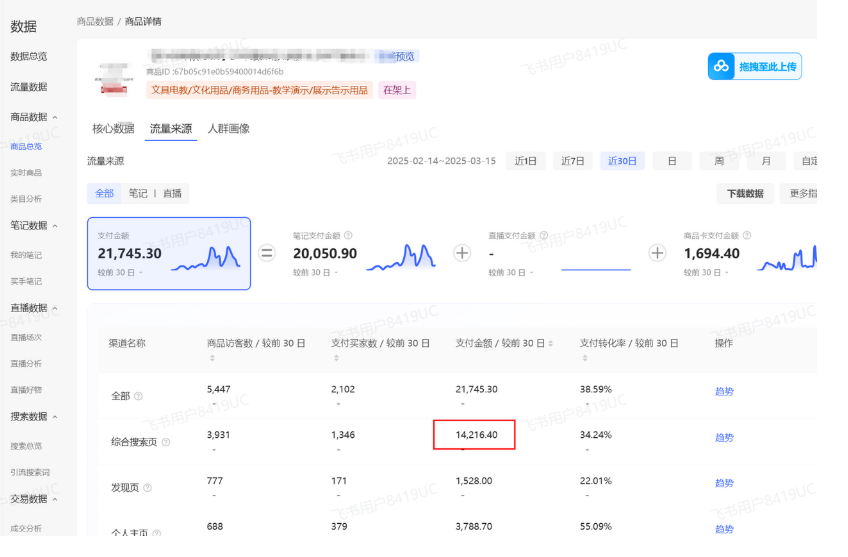 数据
商品数据 / 商品详情
数据总览
流量数据
商品数据
商品总览
实时商品
类目分析
笔记数据
我的笔记
买手笔记
直播数据
直播场次
直播分析
直播好物
搜索数据
搜索总览
引流搜索词
交易数据
成交分析
预览
商品ID :67b05c91e0b59400014d6f6b
文具电教/文化用品/商务用品-教学演示/展示告示用品 在架上
拖拽至此上传
核心数据 流量来源 人群画像
流量来源 2025-02-14~2025-03-15 近1日 近7日 近30日 日 周 月 自定
全部 笔记 直播 下载数据 更多指
支付金额 笔记支付金额 直播支付金额 商品卡支付金额
21,745.30 = 20,050.90 + - + 1,694.40
较前 30 日 - 较前 30 日 - 较前 30 日 - 较前 30 日 -
渠道名称 商品访客数 / 较前 30 日 支付买家数 / 较前 30 日 支付金额 / 较前 30 日 支付转化率 / 较前 30 日 操作
全部 5,447 2,102 21,745.30 38.59% 趋势
- - - -
综合搜索页 3,931 1,346 14,216.40 34.24% 趋势
- - - -
发现页 777 171 1,528.00 22.01% 趋势
- - - -
个人主页 688 379 3,788.70 55.09% 趋势
飞书用户8419UC